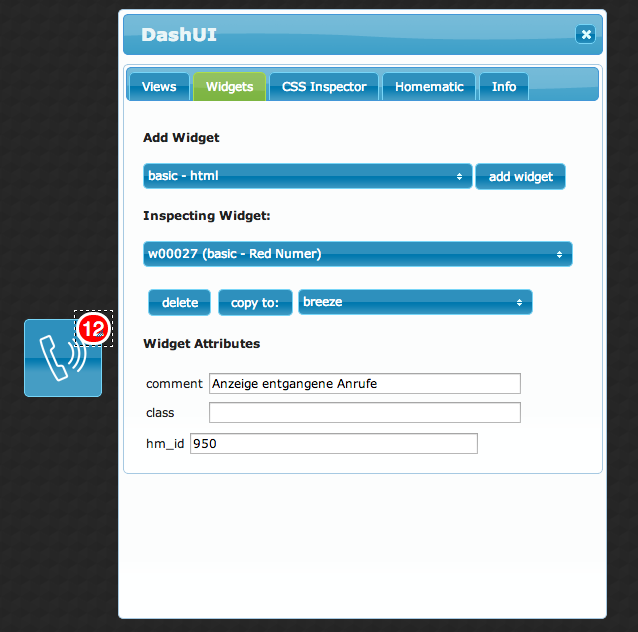 DashUI
Views Widgets CSS Inspector Homematic Info
Add Widget
basic - html add widget
Inspecting Widget:
w00027 (basic - Red Numer)
delete copy to: breeze
12
Widget Attributes
comment Anzeige entgangene Anrufe
class
hm_id 950